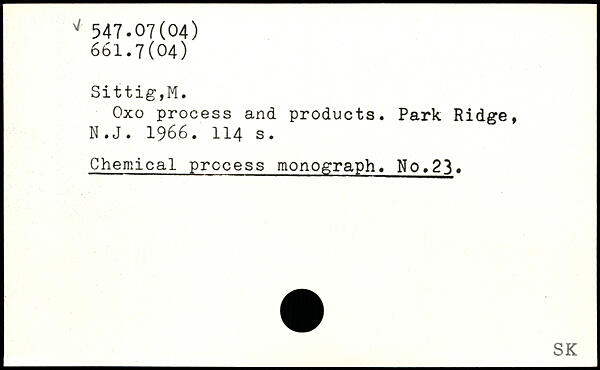 √ 547.07(04)
661.7(04)
Sittig,M.
Oxo process and products. Park Ridge,
N.J. 1966. 114 s.
Chemical process monograph. No.23.
SK